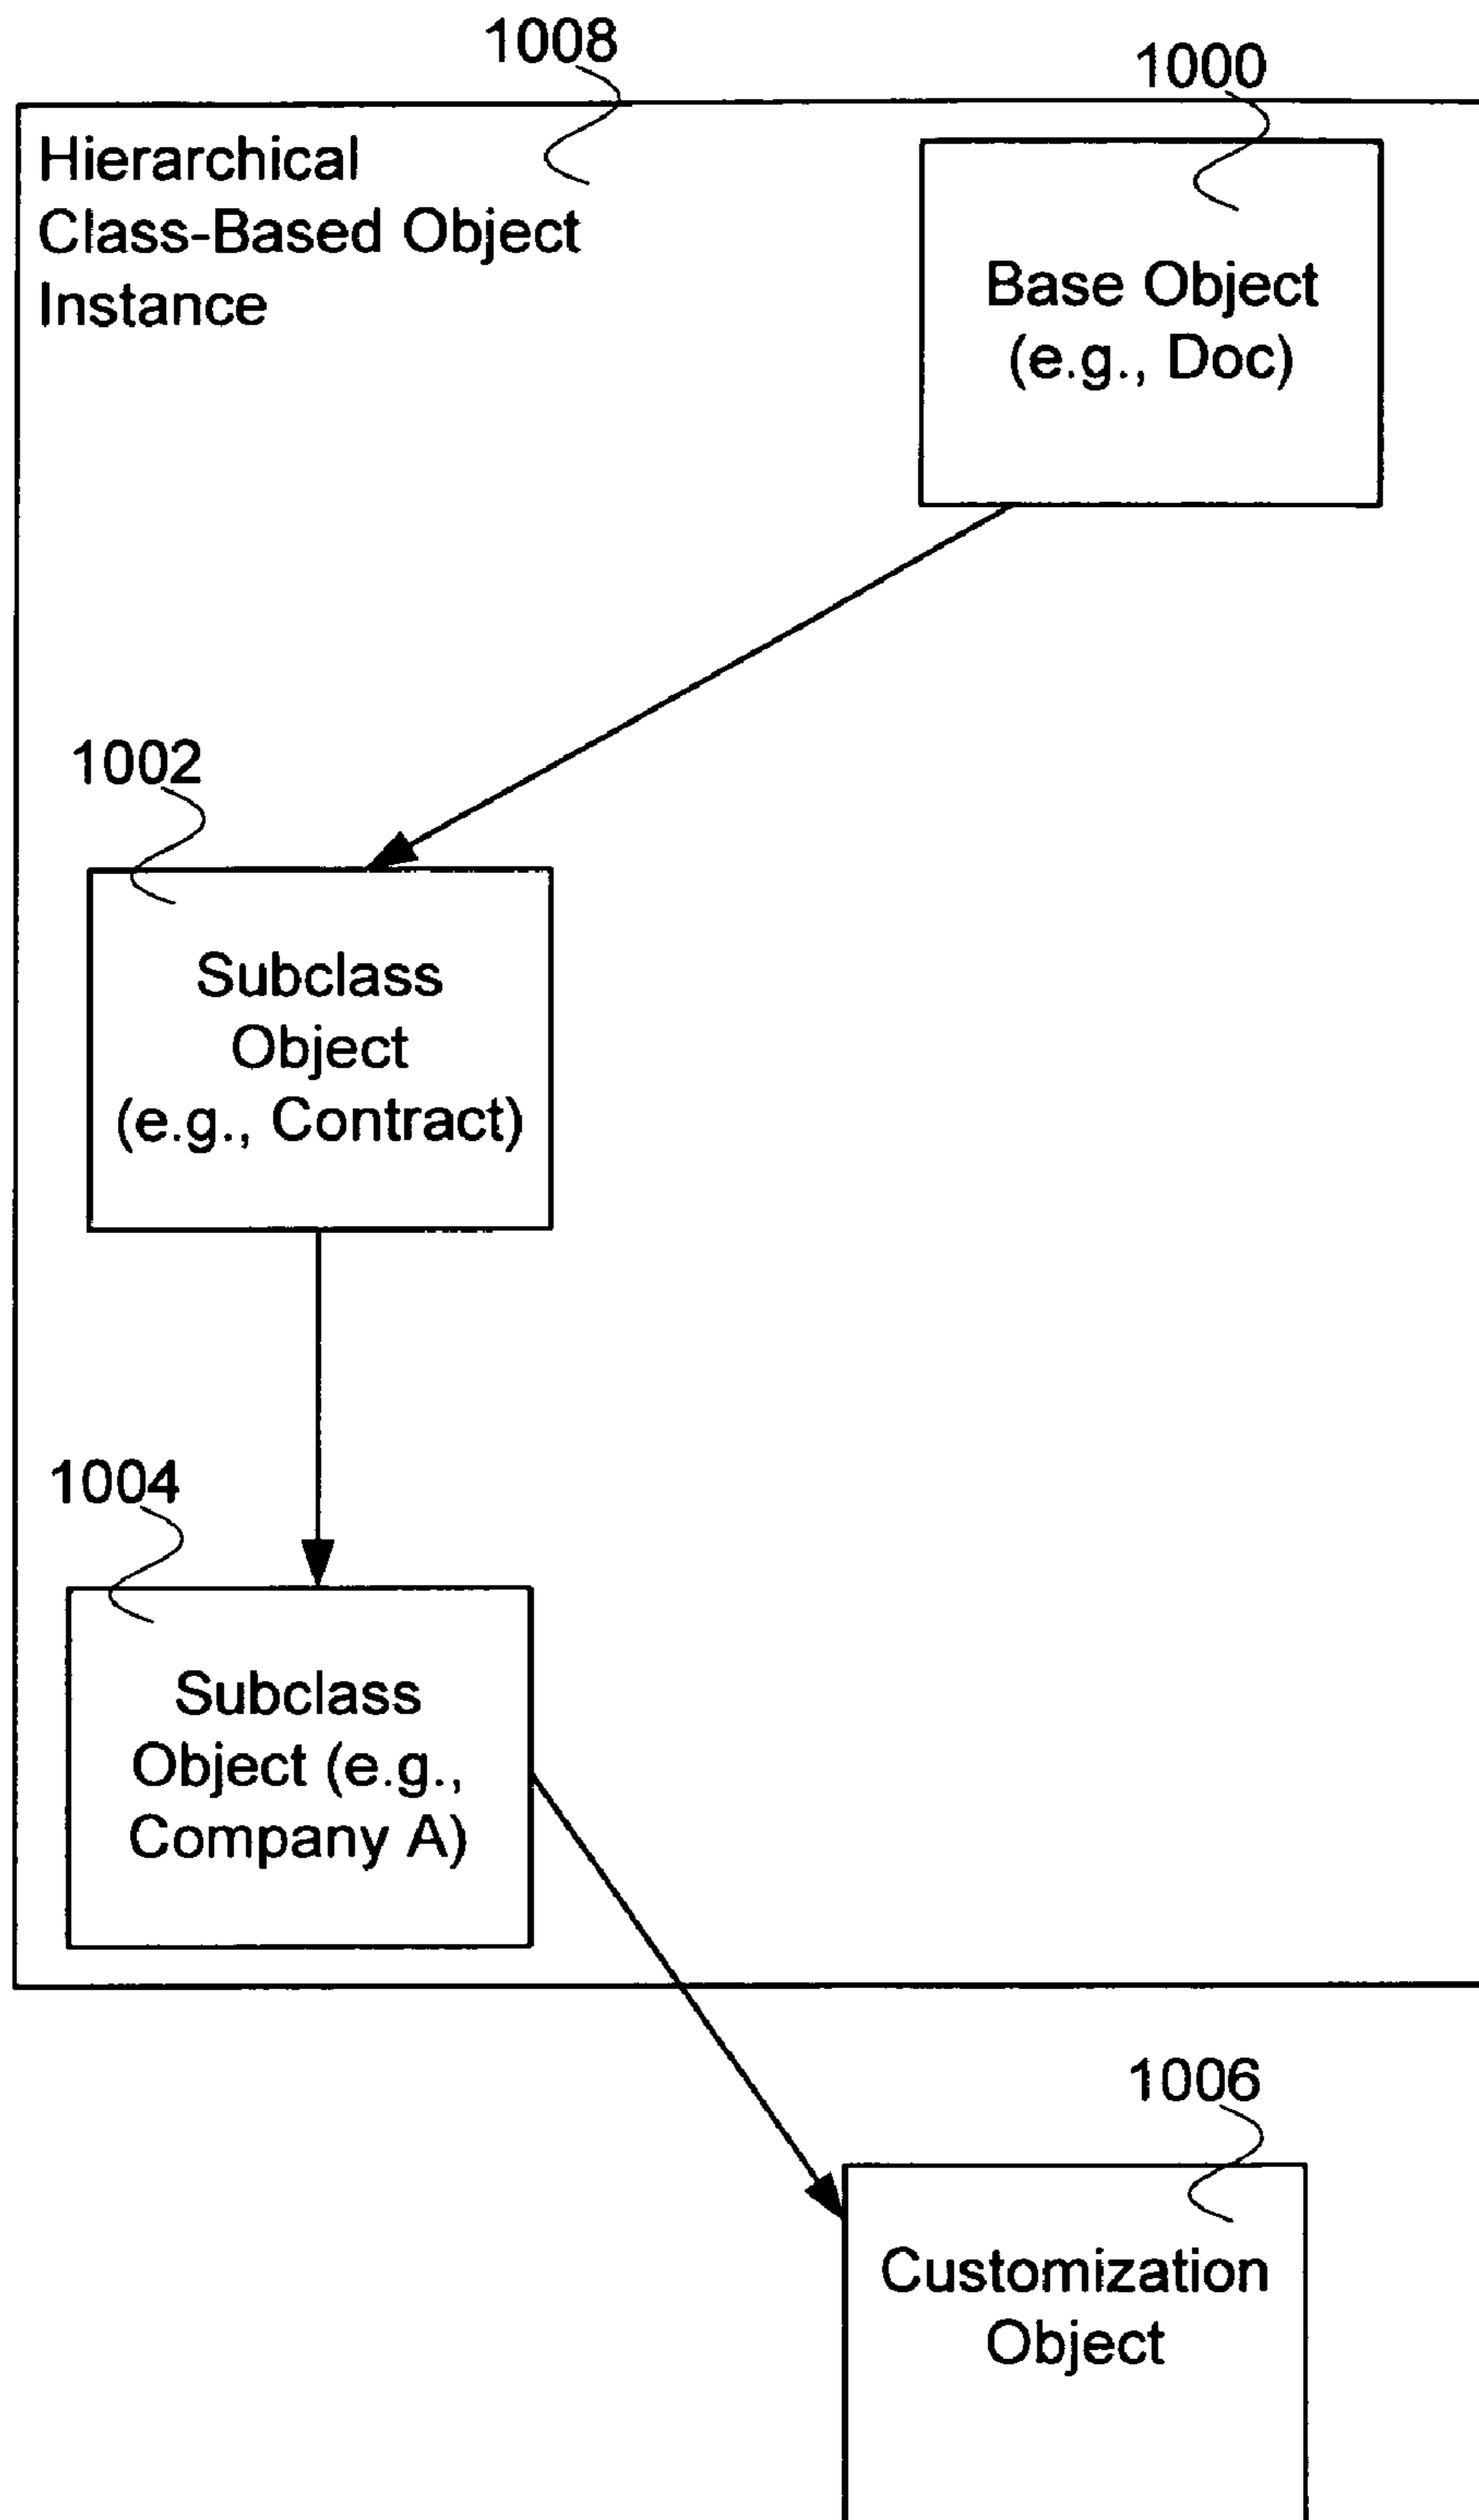 1008
1000
Hierarchical
Class-Based Object
Instance
Base Object
(e.g., Doc)
1002
Subclass
Object
(e.g., Contract)
1004
Subclass
Object (e.g.,
Company A)
1006
Customization
Object